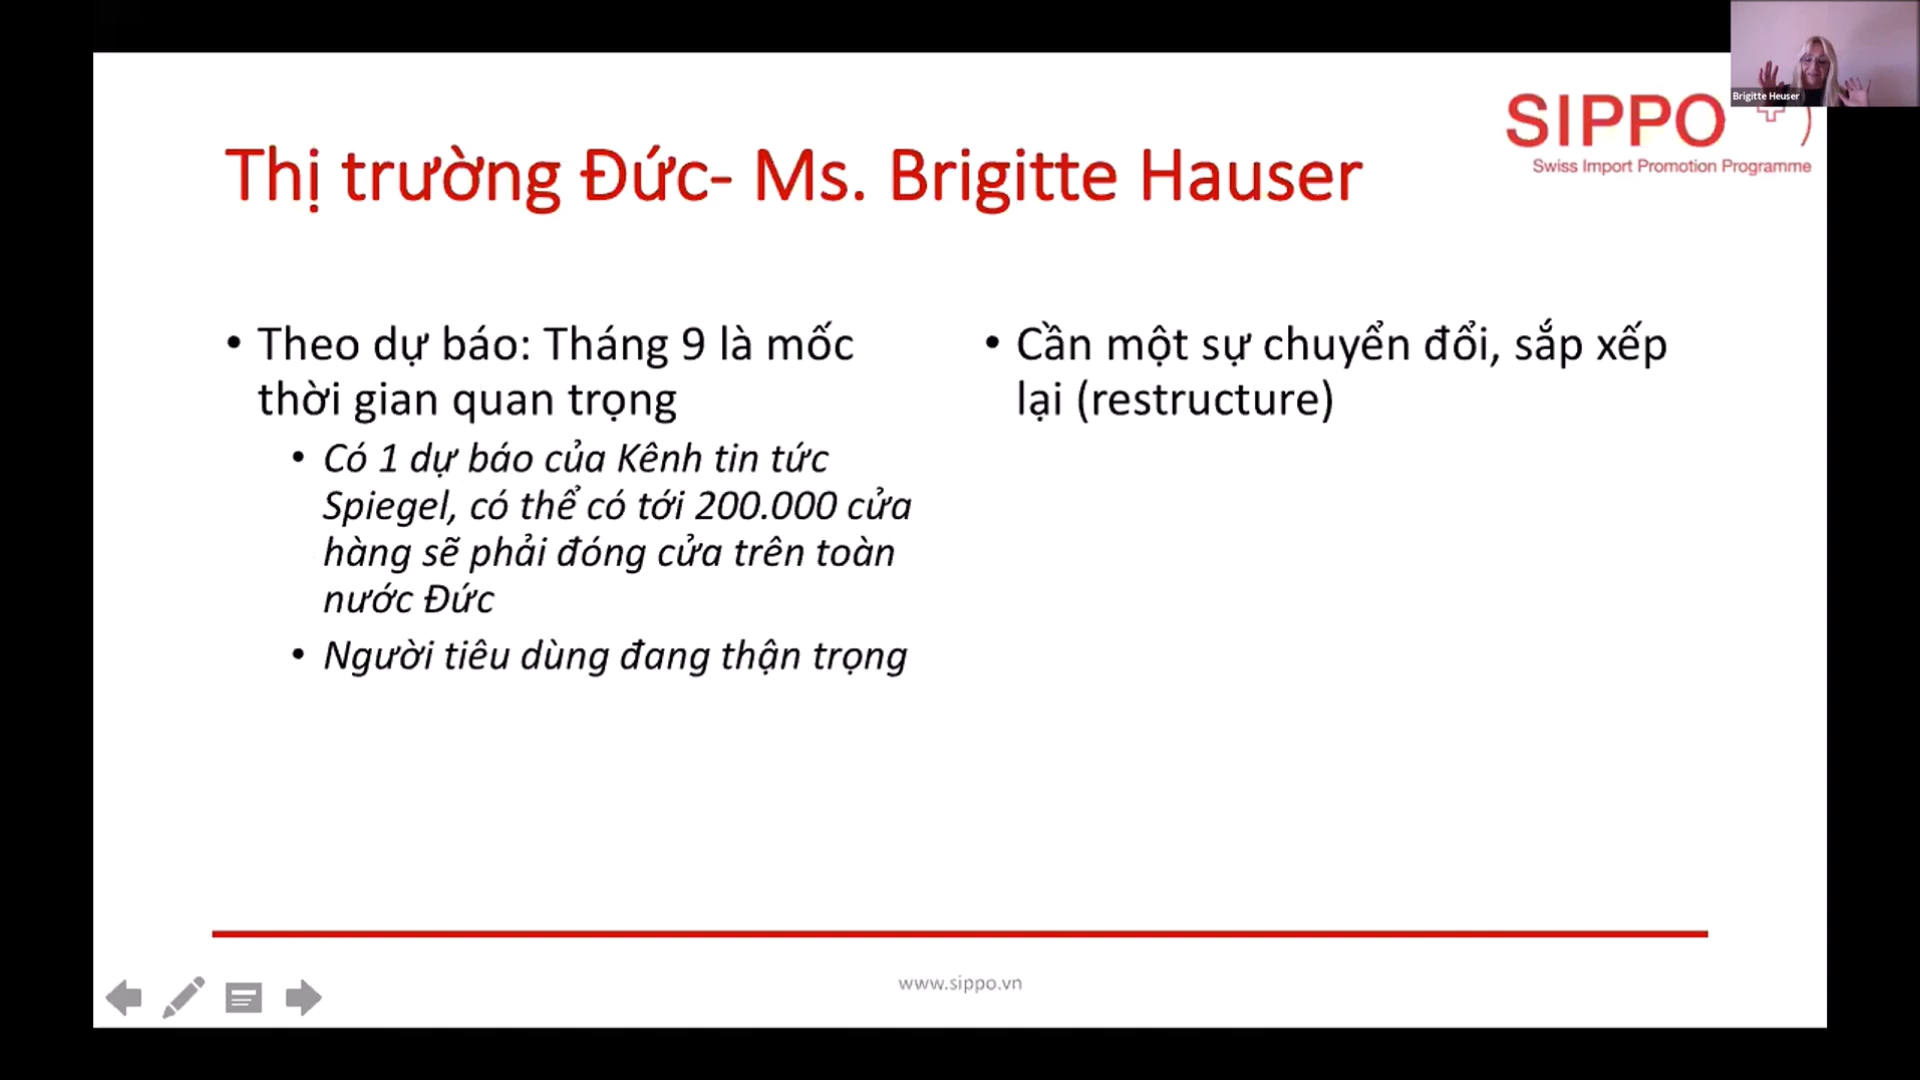 Brigitte Heuser
SIPPO
Swiss Import Promotion Programme
Thị trường Đức- Ms. Brigitte Hauser
• Theo dự báo: Tháng 9 là mốc
thời gian quan trọng
• Có 1 dự báo của Kênh tin tức
Spiegel, có thể có tới 200.000 cửa
hàng sẽ phải đóng cửa trên toàn
nước Đức
• Người tiêu dùng đang thận trọng
• Cần một sự chuyển đổi, sắp xếp
lại (restructure)
www.sippo.vn